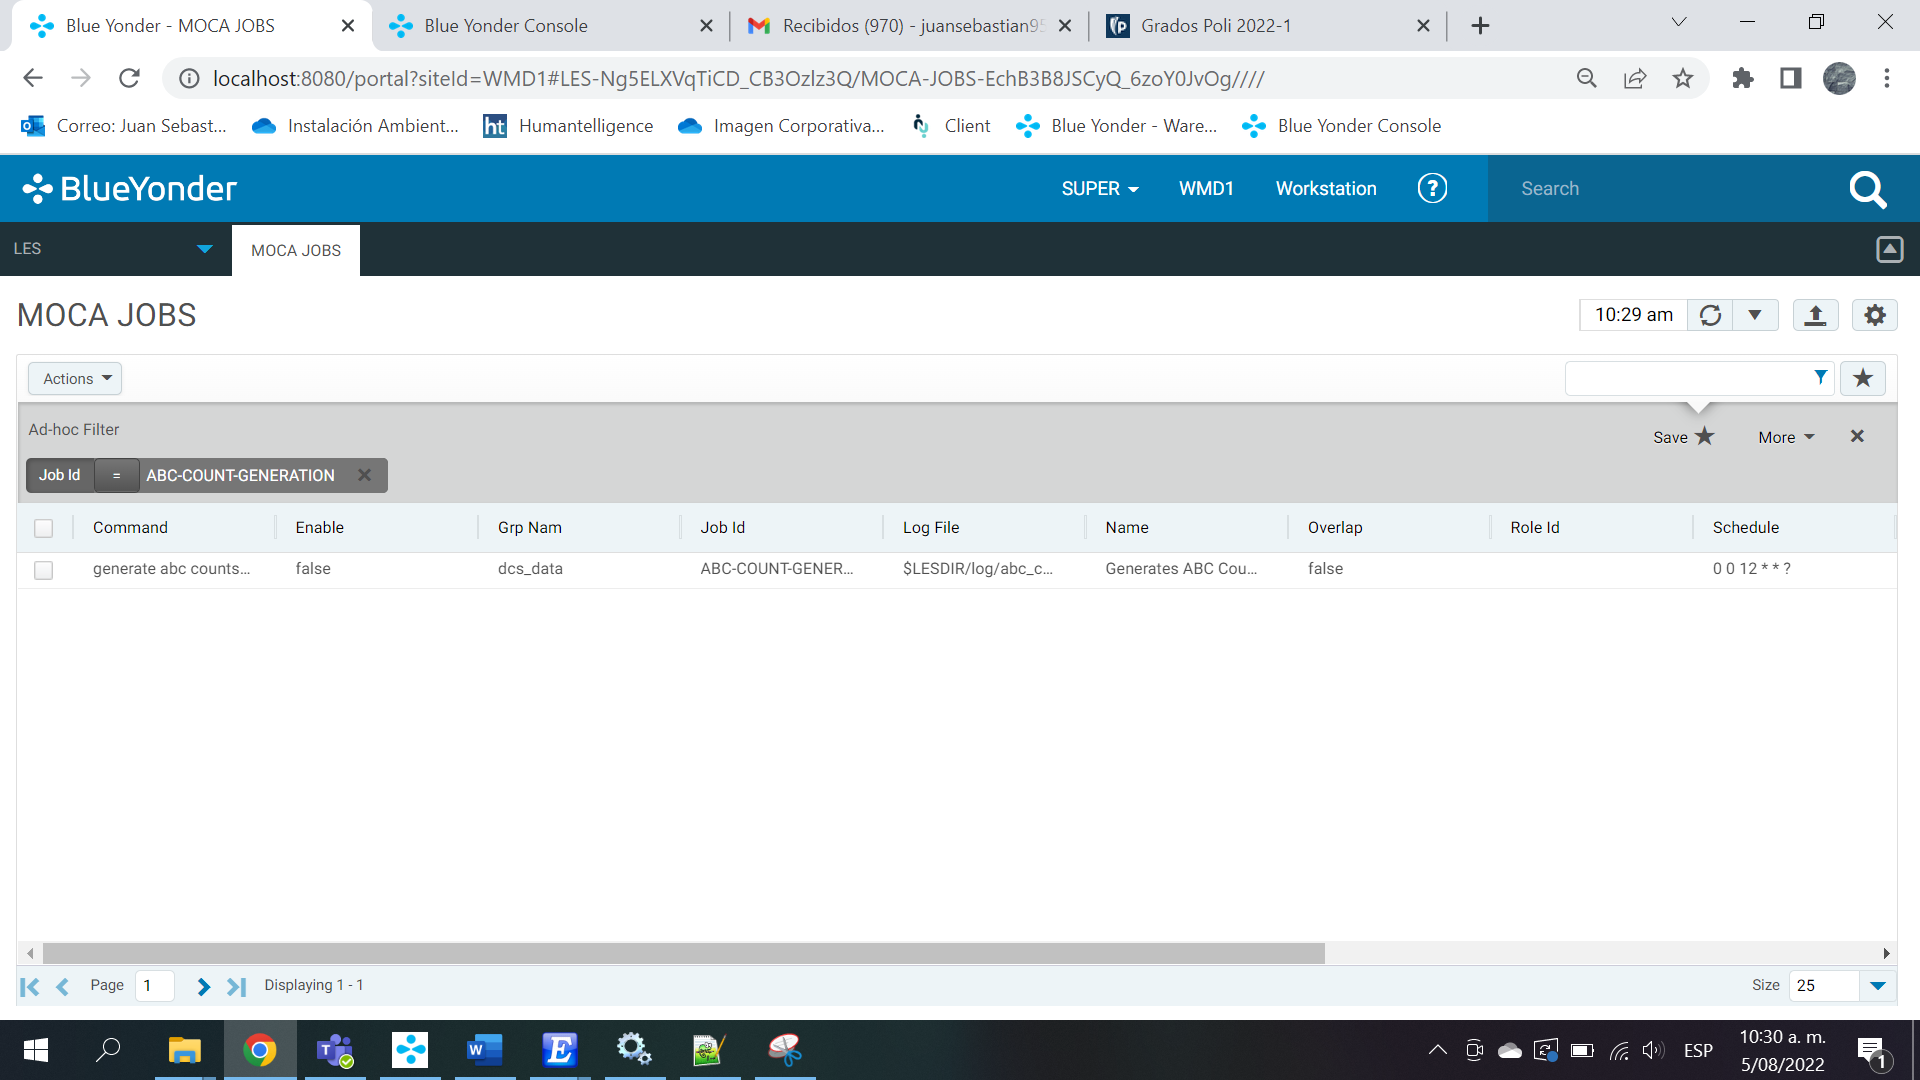 Blue Yonder - MOCA JOBS
Blue Yonder Console
Recibidos (970) - juansebastian95
Grados Poli 2022-1
localhost:8080/portal?siteId=WMD1#LES-Ng5ELXVqTiCD_CB3Ozlz3Q/MOCA-JOBS-EchB3B8JSCyQ_6zoY0JvOg////
Correo: Juan Sebast...
Instalación Ambient...
ht Humantelligence
Imagen Corporativa...
Client
Blue Yonder - Ware...
Blue Yonder Console
BlueYonder
SUPER
WMD1
Workstation
?
Search
LES
MOCA JOBS
MOCA JOBS
10:29 am
Actions
Ad-hoc Filter
Save
More
Job Id = ABC-COUNT-GENERATION
Command Enable Grp Nam Job Id Log File Name Overlap Role Id Schedule
generate abc counts... false dcs_data ABC-COUNT-GENER... $LESDIR/log/abc_c... Generates ABC Cou... false 0 0 12 * * ?
Page 1
Displaying 1 - 1
Size 25
ESP
10:30 a. m.
5/08/2022
1